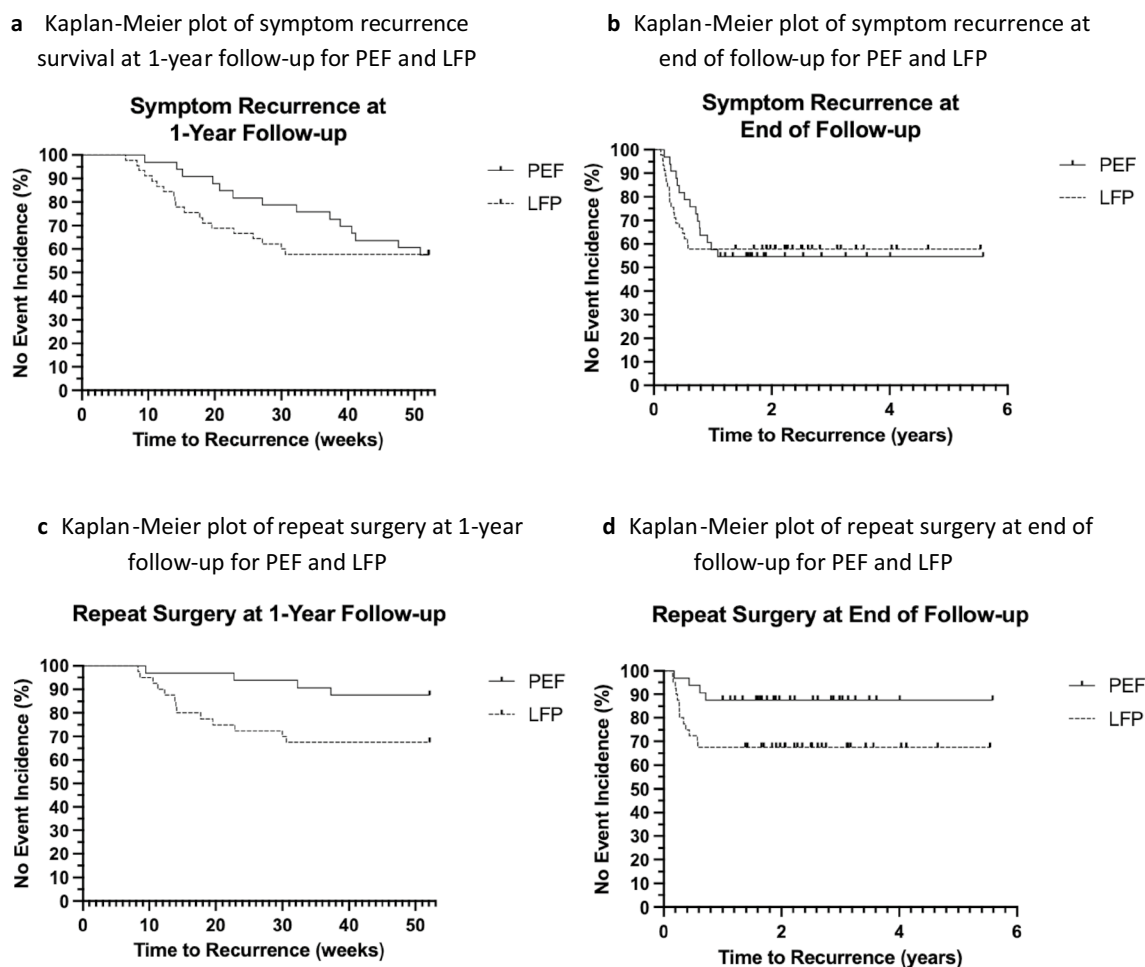 a Kaplan-Meier plot of symptom recurrence
survival at 1-year follow-up for PEF and LFP
Symptom Recurrence at
1-Year Follow-up
No Event Incidence (%)
100
90
80
70
60
50
40
30
20
10
0
PEF
LFP
0 10 20 30 40 50
Time to Recurrence (weeks)
b Kaplan-Meier plot of symptom recurrence at
end of follow-up for PEF and LFP
Symptom Recurrence at
End of Follow-up
No Event Incidence (%)
100
90
80
70
60
50
40
30
20
10
0
PEF
LFP
0 2 4 6
Time to Recurrence (years)
c Kaplan-Meier plot of repeat surgery at 1-year
follow-up for PEF and LFP
Repeat Surgery at 1-Year Follow-up
No Event Incidence (%)
100
90
80
70
60
50
40
30
20
10
0
PEF
LFP
0 10 20 30 40 50
Time to Recurrence (weeks)
d Kaplan-Meier plot of repeat surgery at end of
follow-up for PEF and LFP
Repeat Surgery at End of Follow-up
No Event Incidence (%)
100
90
80
70
60
50
40
30
20
10
0
PEF
LFP
0 2 4 6
Time to Recurrence (years)